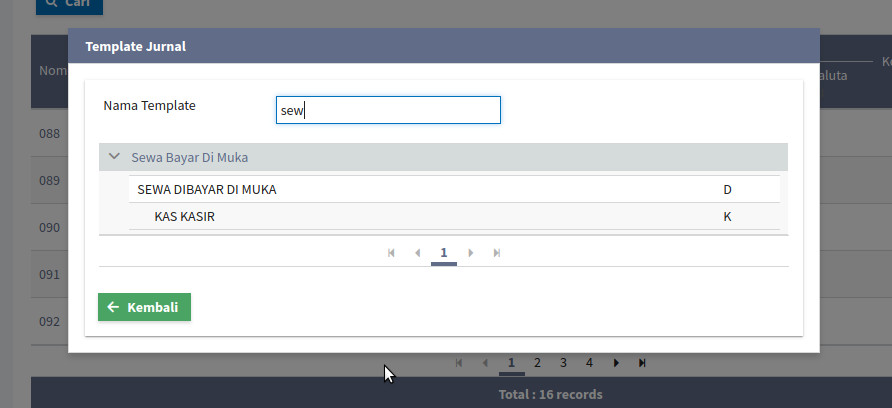 Cari
Template Jurnal
Nom
aluta
088
089
090
091
092
Nama Template
sew
Sewa Bayar Di Muka
SEWA DIBAYAR DI MUKA D
KAS KASIR K
1
Kembali
1 2 3 4
Total : 16 records